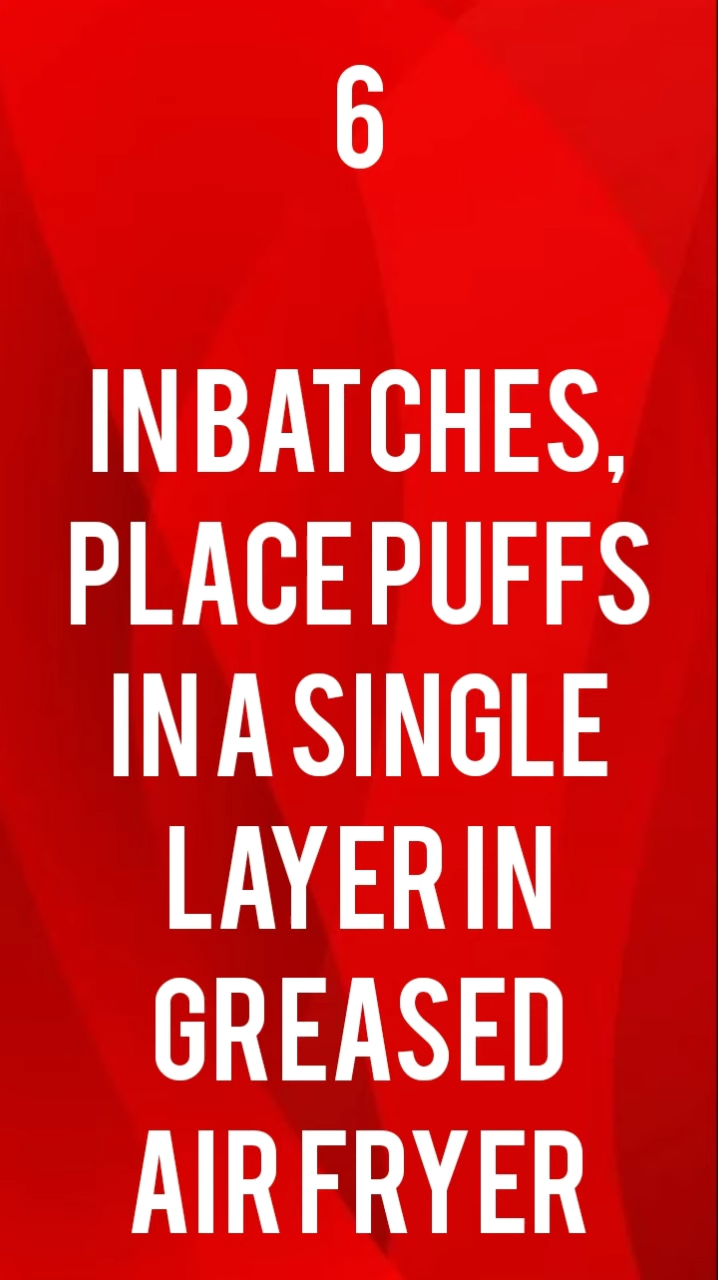 6
IN BATCHES,
PLACE PUFFS
IN A SINGLE
LAYER IN
GREASED
AIR FRYER